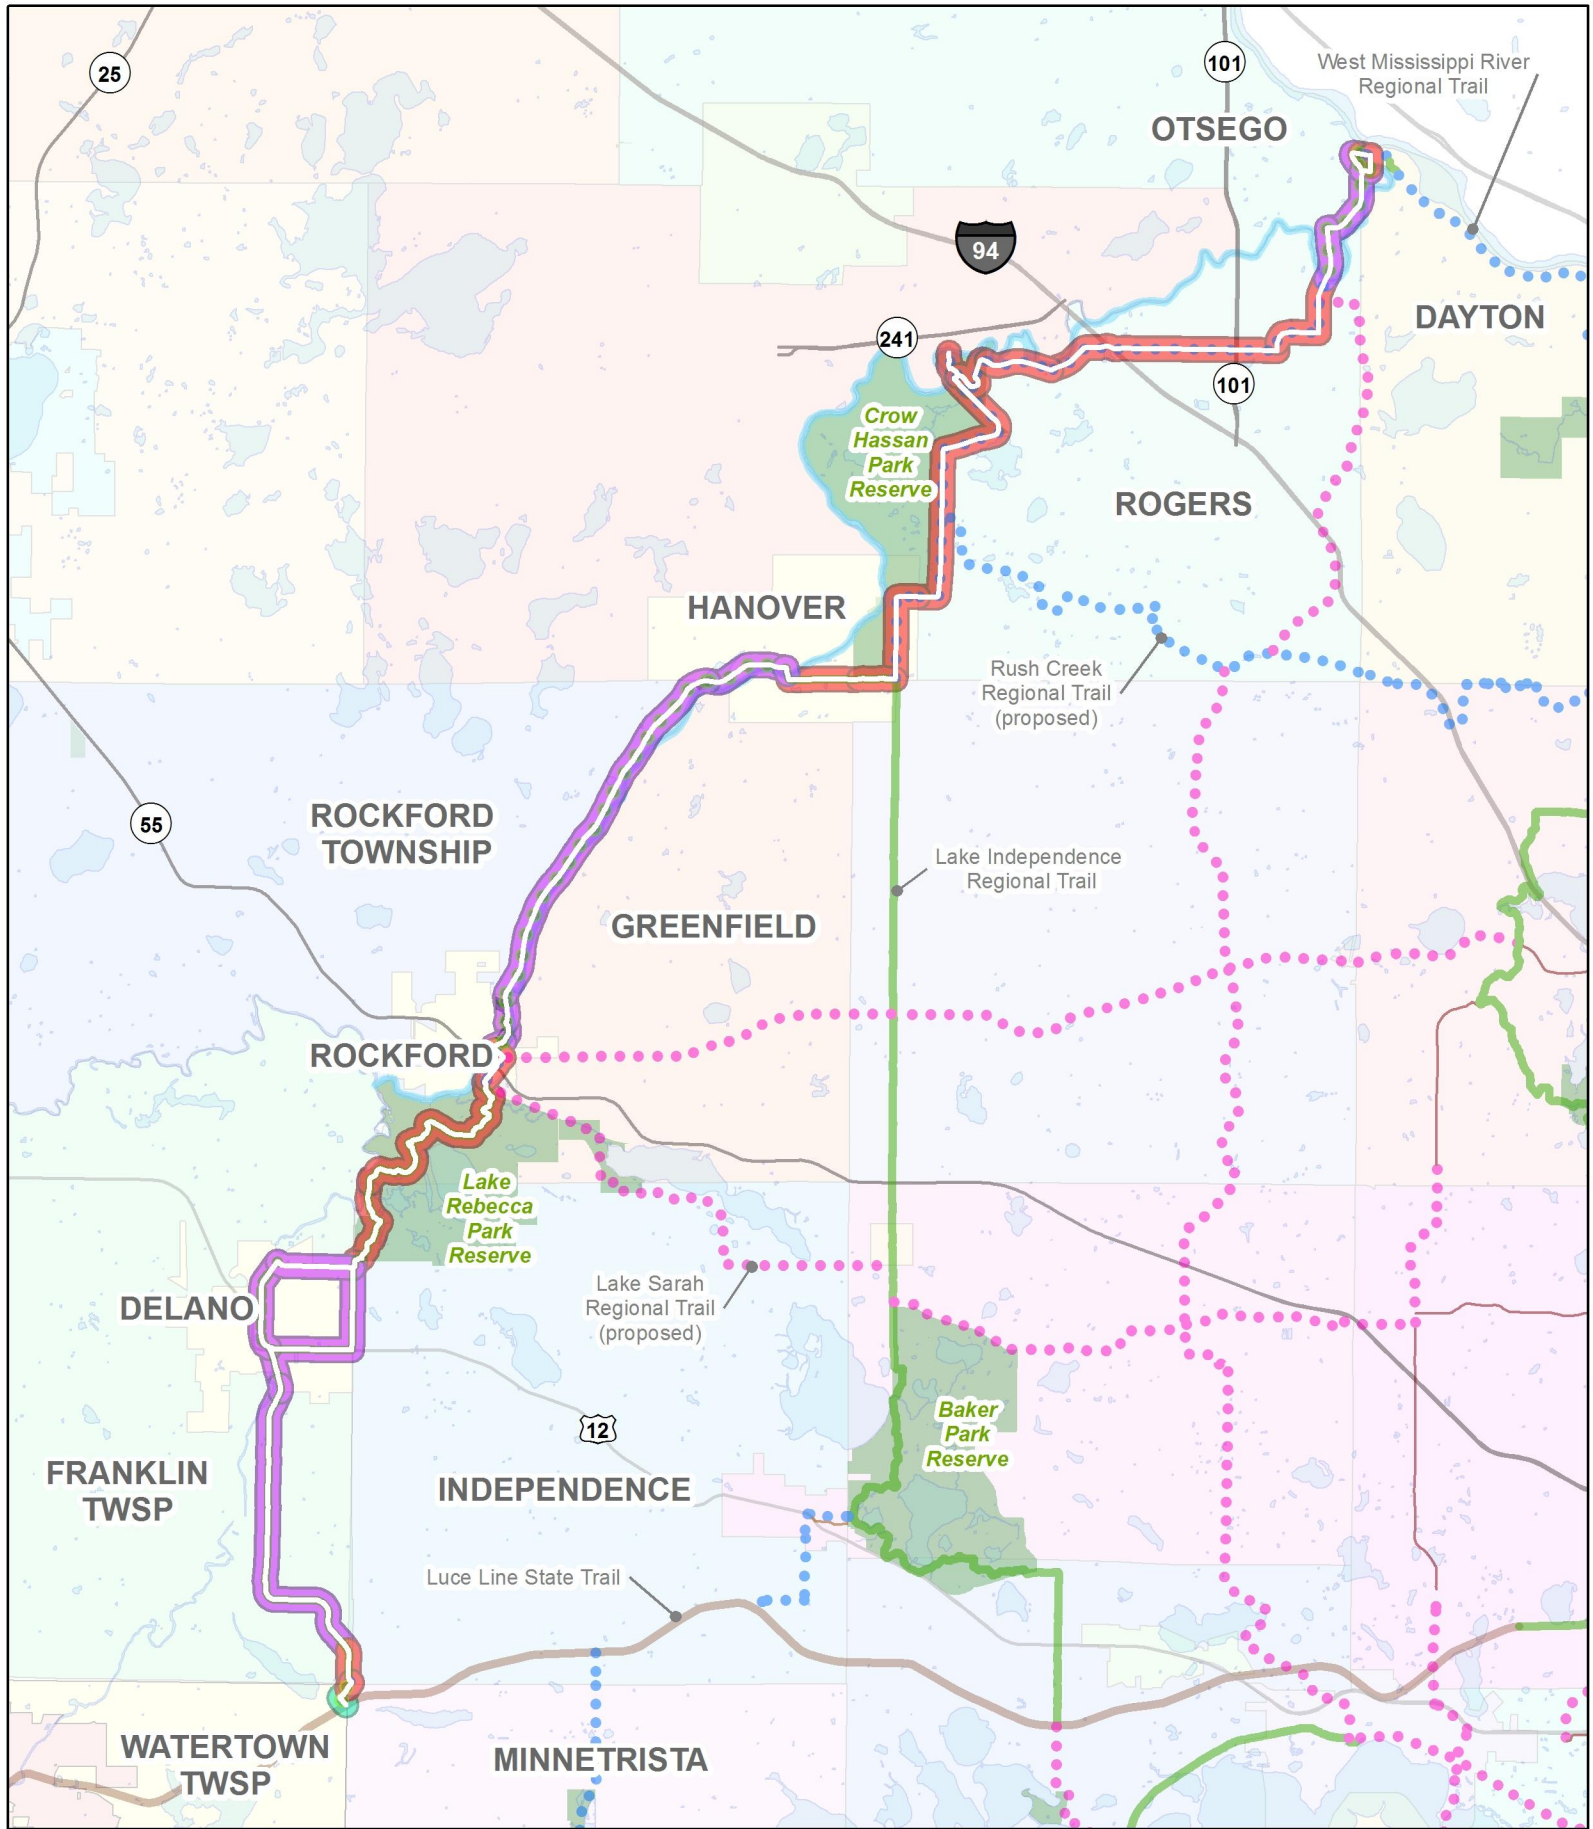 101
25
West Mississippi River
Regional Trail
OTSEGO
94
DAYTON
241
101
Crow
Hassan
Park
Reserve
ROGERS
HANOVER
Rush Creek
Regional Trail
(proposed)
55
ROCKFORD
TOWNSHIP
Lake Independence
Regional Trail
GREENFIELD
ROCKFORD
Lake
Rebecca
Park
Reserve
DELANO
Lake Sarah
Regional Trail
(proposed)
12
Baker
Park
Reserve
FRANKLIN
TWSP
INDEPENDENCE
Luce Line State Trail
WATERTOWN
TWSP
MINNETRISTA